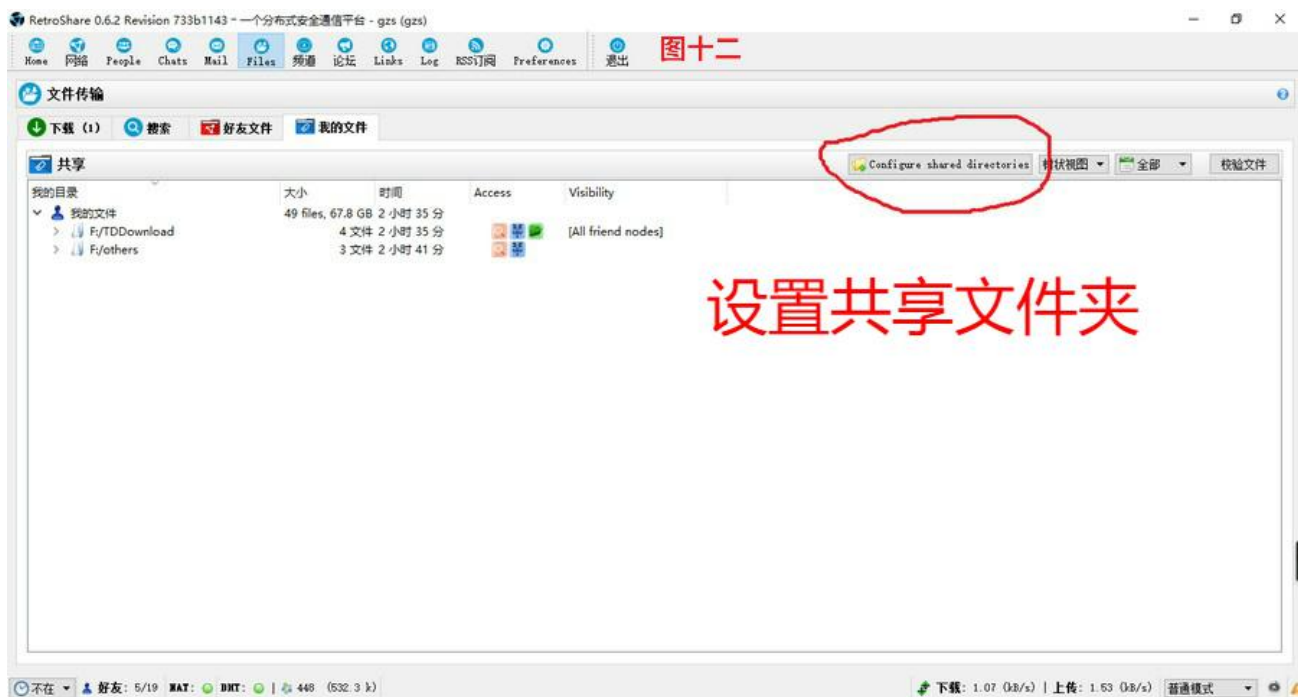 RetroShare 0.6.2 Revision 733b1143 - 一个分布式安全通信平台 - gzs (gzs)
Home 网络 People Chats Mail Files 频道 论坛 Links Log RSS订阅 Preferences 退出 图十二
文件传输
下载 (1) 搜索 好友文件 我的文件
共享 Configure shared directories 树状视图 全部 校验文件
我的目录 大小 时间 Access Visibility
我的文件 49 files, 67.8 GB 2 小时 35 分
F:/TDDownload 4 文件 2 小时 35 分 [All friend nodes]
F:/others 3 文件 2 小时 41 分
设置共享文件夹
不在 好友: 5/19 NAT: DHT: | 448 (532.3 k) 下载: 1.07 (kB/s) | 上传: 1.53 (kB/s) 普通模式